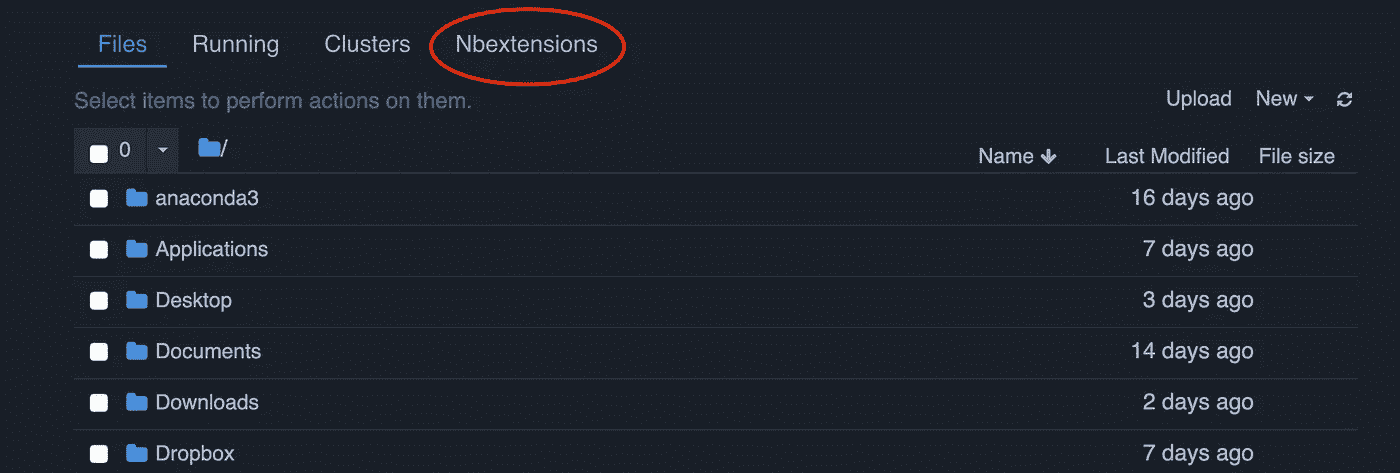 Files Running Clusters Nbextensions
Select items to perform actions on them.
Upload New
0 / Name Last Modified File size
anaconda3 16 days ago
Applications 7 days ago
Desktop 3 days ago
Documents 14 days ago
Downloads 2 days ago
Dropbox 7 days ago